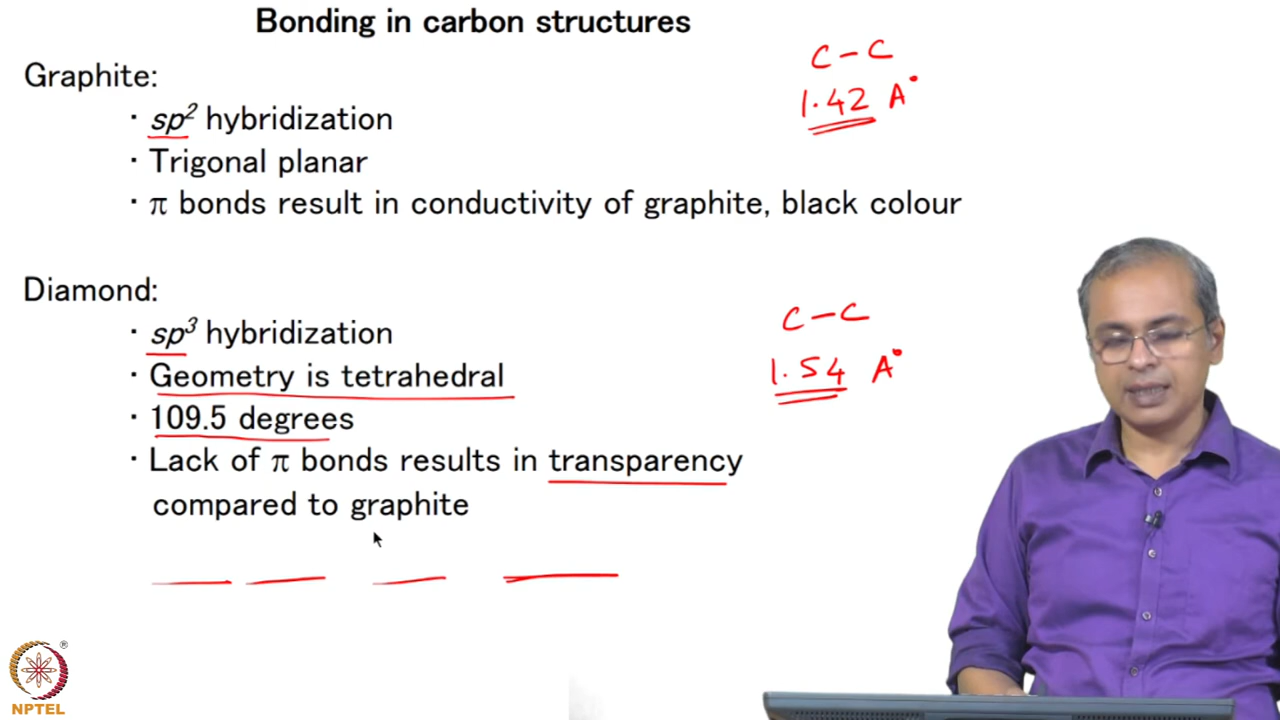 Bonding in carbon structures
Graphite:
· sp² hybridization
· Trigonal planar
· π bonds result in conductivity of graphite, black colour
C-C
1.42 A°
Diamond:
· sp³ hybridization
· Geometry is tetrahedral
· 109.5 degrees
· Lack of π bonds results in transparency
compared to graphite
C-C
1.54 A°
®
NPTEL